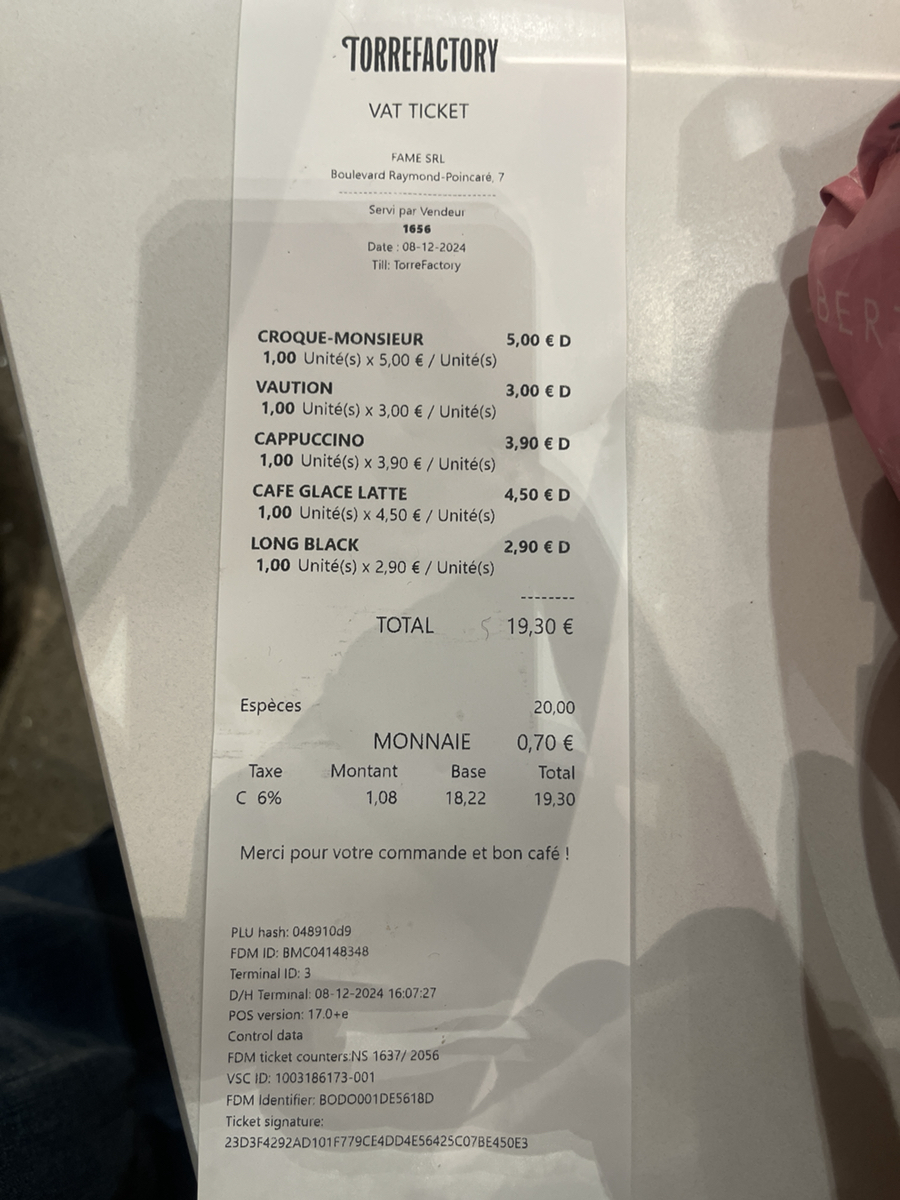 TORREFACTORY
VAT TICKET
FAME SRL
Boulevard Raymond-Poincaré, 7
--------------------------------
Servi par Vendeur
1656
Date : 08-12-2024
Till: TorreFactory
CROQUE-MONSIEUR 5,00 € D
1,00 Unité(s) x 5,00 € / Unité(s)
VAUTION 3,00 € D
1,00 Unité(s) x 3,00 € / Unité(s)
CAPPUCCINO 3,90 € D
1,00 Unité(s) x 3,90 € / Unité(s)
CAFE GLACE LATTE 4,50 € D
1,00 Unité(s) x 4,50 € / Unité(s)
LONG BLACK 2,90 € D
1,00 Unité(s) x 2,90 € / Unité(s)
--------
TOTAL 19,30 €
Espèces 20,00
MONNAIE 0,70 €
Taxe Montant Base Total
C 6% 1,08 18,22 19,30
Merci pour votre commande et bon café !
PLU hash: 048910d9
FDM ID: BMC04148348
Terminal ID: 3
D/H Terminal: 08-12-2024 16:07:27
POS version: 17.0+e
Control data
FDM ticket counters:NS 1637/ 2056
VSC ID: 1003186173-001
FDM Identifier: BODO001DE5618D
Ticket signature:
23D3F4292AD101F779CE4DD4E56425C07BE450E3